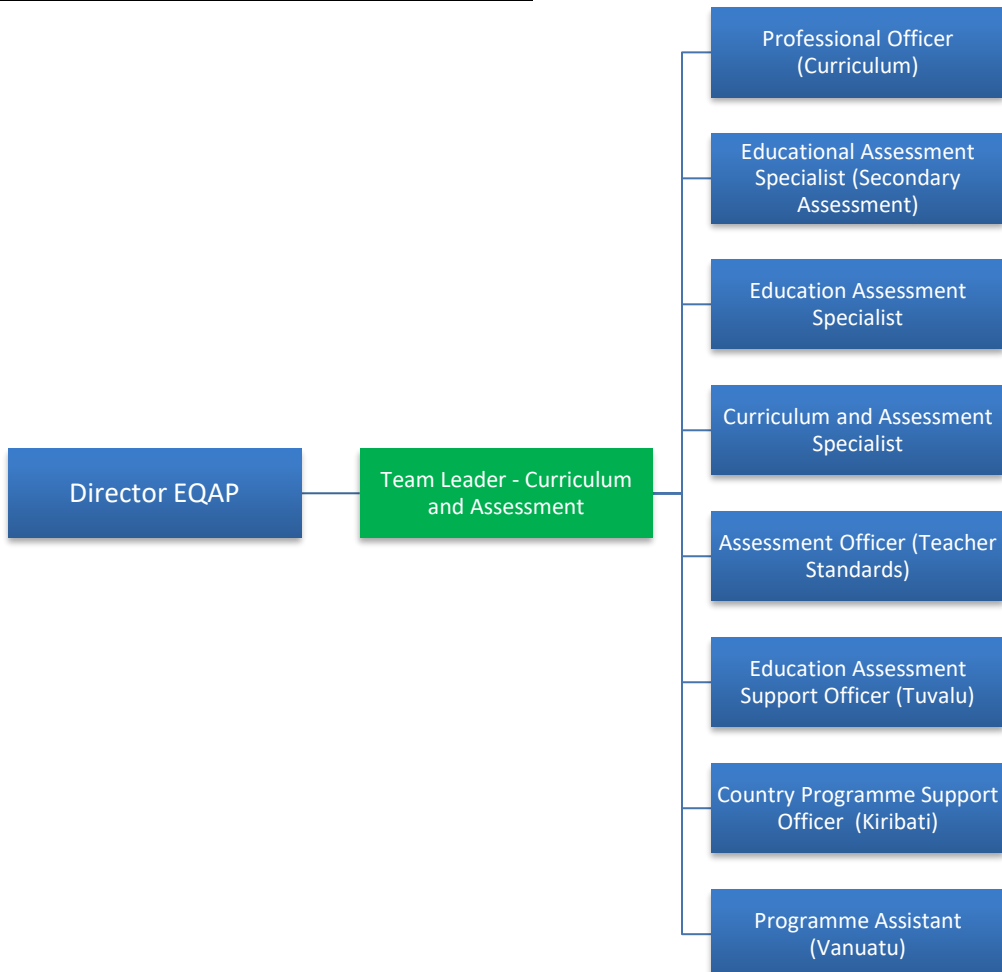 Professional Officer
(Curriculum)
Educational Assessment
Specialist (Secondary
Assessment)
Education Assessment
Specialist
Curriculum and Assessment
Specialist
Director EQAP
Team Leader - Curriculum
and Assessment
Assessment Officer (Teacher
Standards)
Education Assessment
Support Officer (Tuvalu)
Country Programme Support
Officer  (Kiribati)
Programme Assistant
(Vanuatu)